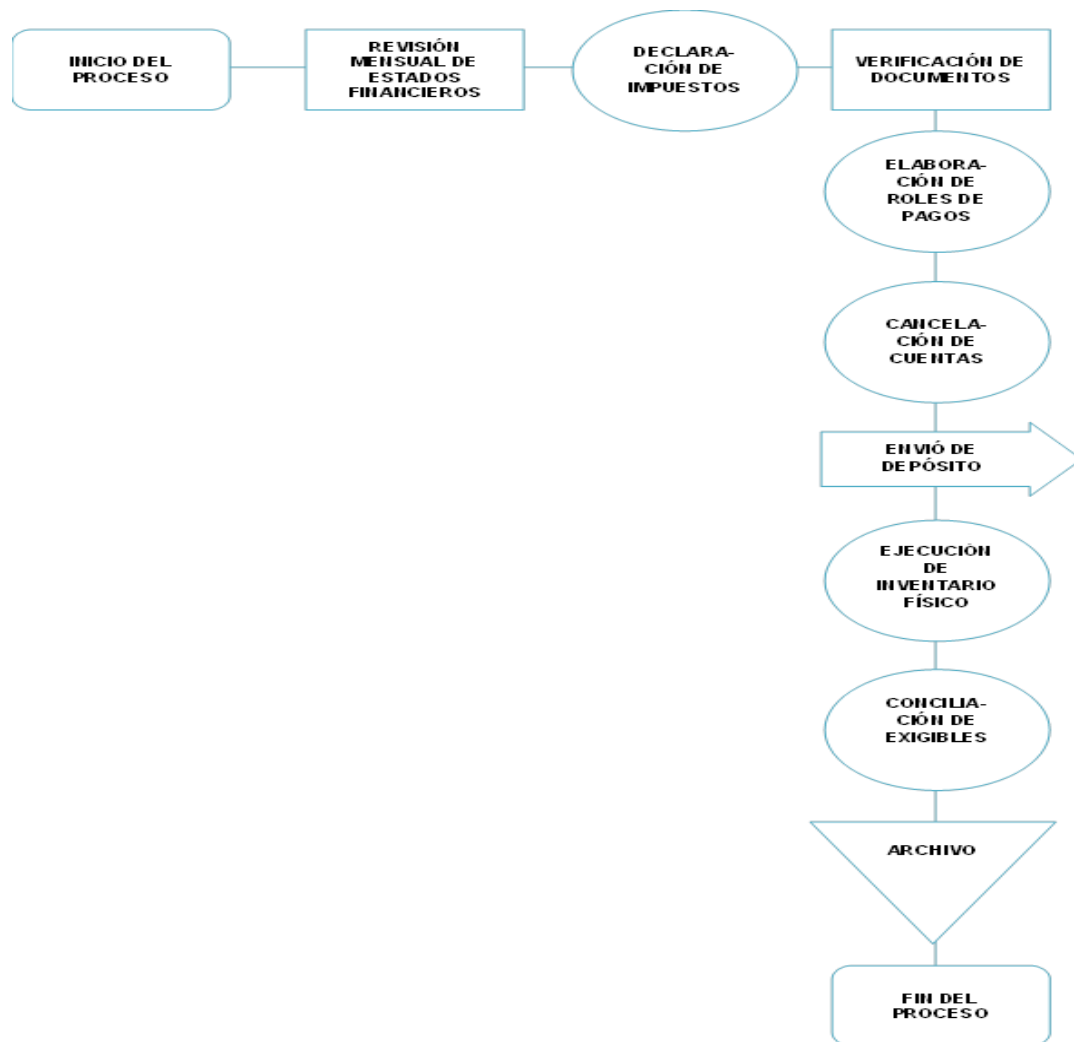 INICIO DEL
PROCESO
REVISIÓN
MENSUAL DE
ESTADOS
FINANCIEROS
DECLARA-
CIÓN DE
IMPUESTOS
VERIFICACIÓN DE
DOCUMENTOS
ELABORA-
CIÓN DE
ROLES DE
PAGOS
CANCELA-
CIÓN DE
CUENTAS
ENVIÓ DE
DEPÓSITO
EJECUCIÓN
DE
INVENTARIO
FÍSICO
CONCILIA-
CIÓN DE
EXIGIBLES
ARCHIVO
FIN DEL
PROCESO